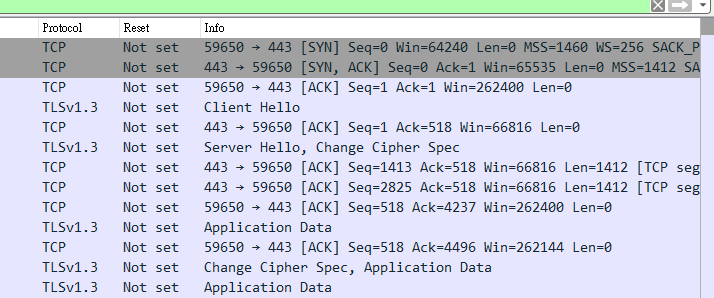 Protocol Reset Info
TCP Not set 59650 → 443 [SYN] Seq=0 Win=64240 Len=0 MSS=1460 WS=256 SACK_P
TCP Not set 443 → 59650 [SYN, ACK] Seq=0 Ack=1 Win=65535 Len=0 MSS=1412 SA
TCP Not set 59650 → 443 [ACK] Seq=1 Ack=1 Win=262400 Len=0
TLSv1.3 Not set Client Hello
TCP Not set 443 → 59650 [ACK] Seq=1 Ack=518 Win=66816 Len=0
TLSv1.3 Not set Server Hello, Change Cipher Spec
TCP Not set 443 → 59650 [ACK] Seq=1413 Ack=518 Win=66816 Len=1412 [TCP seg
TCP Not set 443 → 59650 [ACK] Seq=2825 Ack=518 Win=66816 Len=1412 [TCP seg
TCP Not set 59650 → 443 [ACK] Seq=518 Ack=4237 Win=262400 Len=0
TLSv1.3 Not set Application Data
TCP Not set 59650 → 443 [ACK] Seq=518 Ack=4496 Win=262144 Len=0
TLSv1.3 Not set Change Cipher Spec, Application Data
TLSv1.3 Not set Application Data